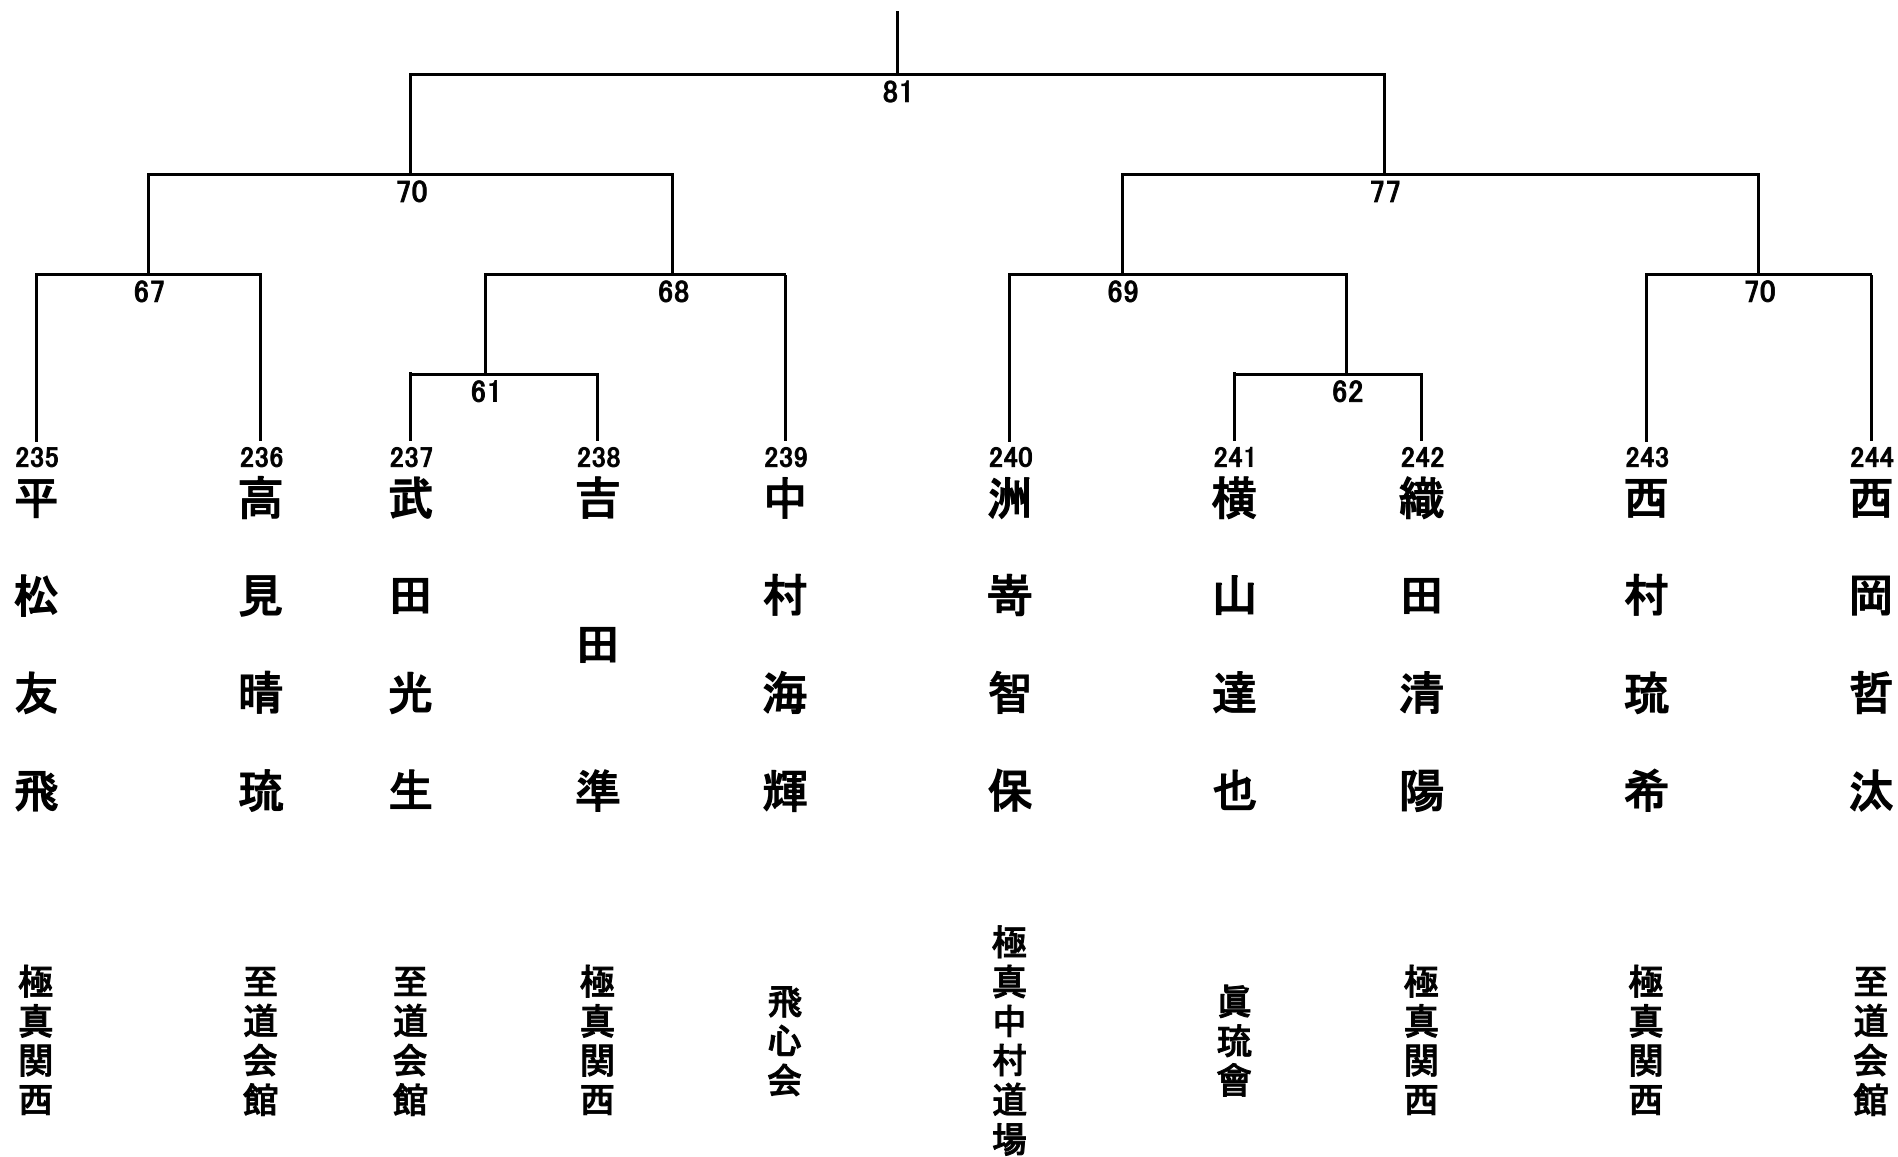 81
70
77
67
68
69
70
61
62
235
236
237
238
239
240
241
242
243
244
平松友飛
高見晴琉
武田光生
吉田準
中村海輝
洲嵜智保
横山達也
織田清陽
西村琉希
西岡哲汰
極真関西
至道会館
至道会館
極真関西
飛心会
極真中村道場
眞琉會
極真関西
極真関西
至道会館